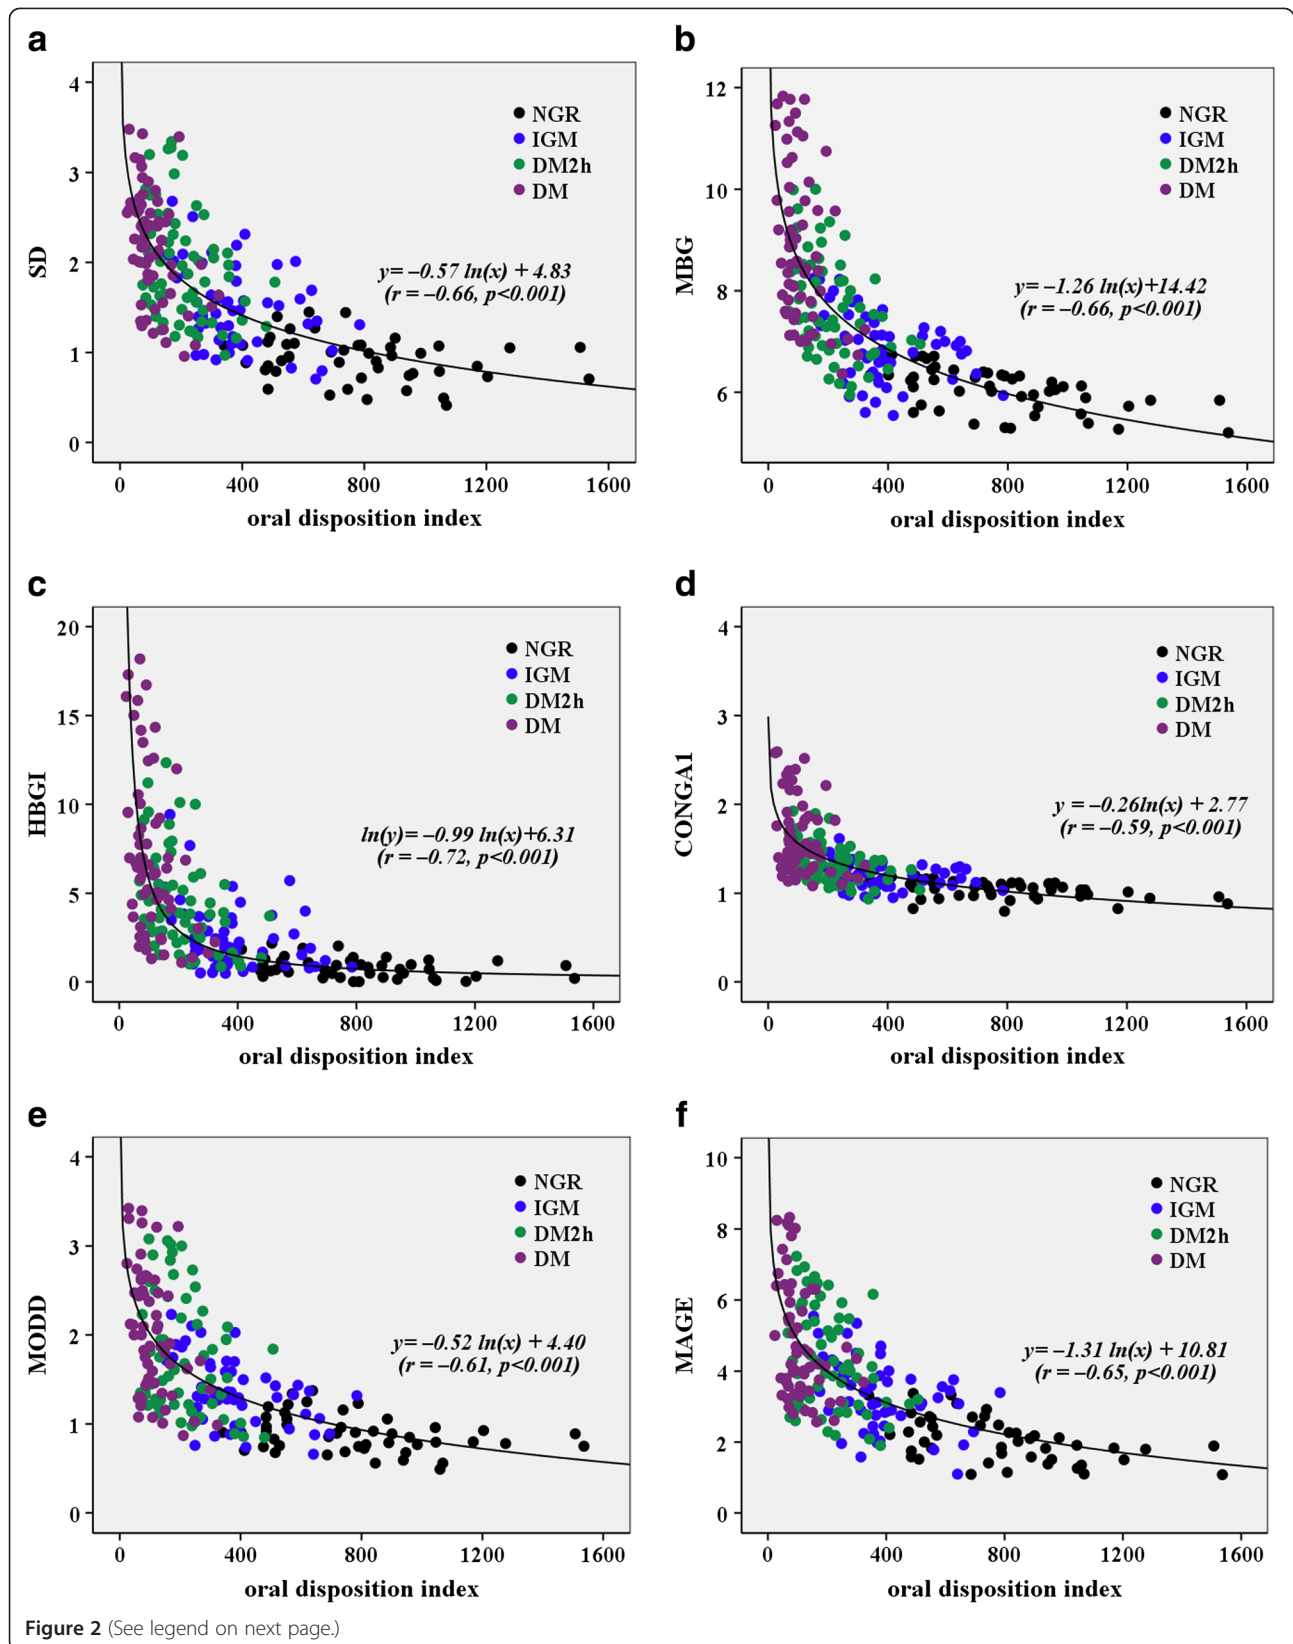 a
4
3
2
1
0
SD
NGR
IGM
DM2h
DM
y= –0.57 ln(x) + 4.83
(r = –0.66, p<0.001)
0 400 800 1200 1600
oral disposition index
b
12
10
8
6
MBG
NGR
IGM
DM2h
DM
y= –1.26 ln(x)+14.42
(r = –0.66, p<0.001)
0 400 800 1200 1600
oral disposition index
c
20
15
10
5
0
HBGI
NGR
IGM
DM2h
DM
ln(y)= –0.99 ln(x)+6.31
(r = –0.72, p<0.001)
0 400 800 1200 1600
oral disposition index
d
4
3
2
1
0
CONGA1
NGR
IGM
DM2h
DM
y = –0.26ln(x) + 2.77
(r = –0.59, p<0.001)
0 400 800 1200 1600
oral disposition index
e
4
3
2
1
0
MODD
NGR
IGM
DM2h
DM
y= –0.52 ln(x) + 4.40
(r = –0.61, p<0.001)
0 400 800 1200 1600
oral disposition index
f
10
8
6
4
2
0
MAGE
NGR
IGM
DM2h
DM
y= –1.31 ln(x) + 10.81
(r = –0.65, p<0.001)
0 400 800 1200 1600
oral disposition index
Figure 2 (See legend on next page.)